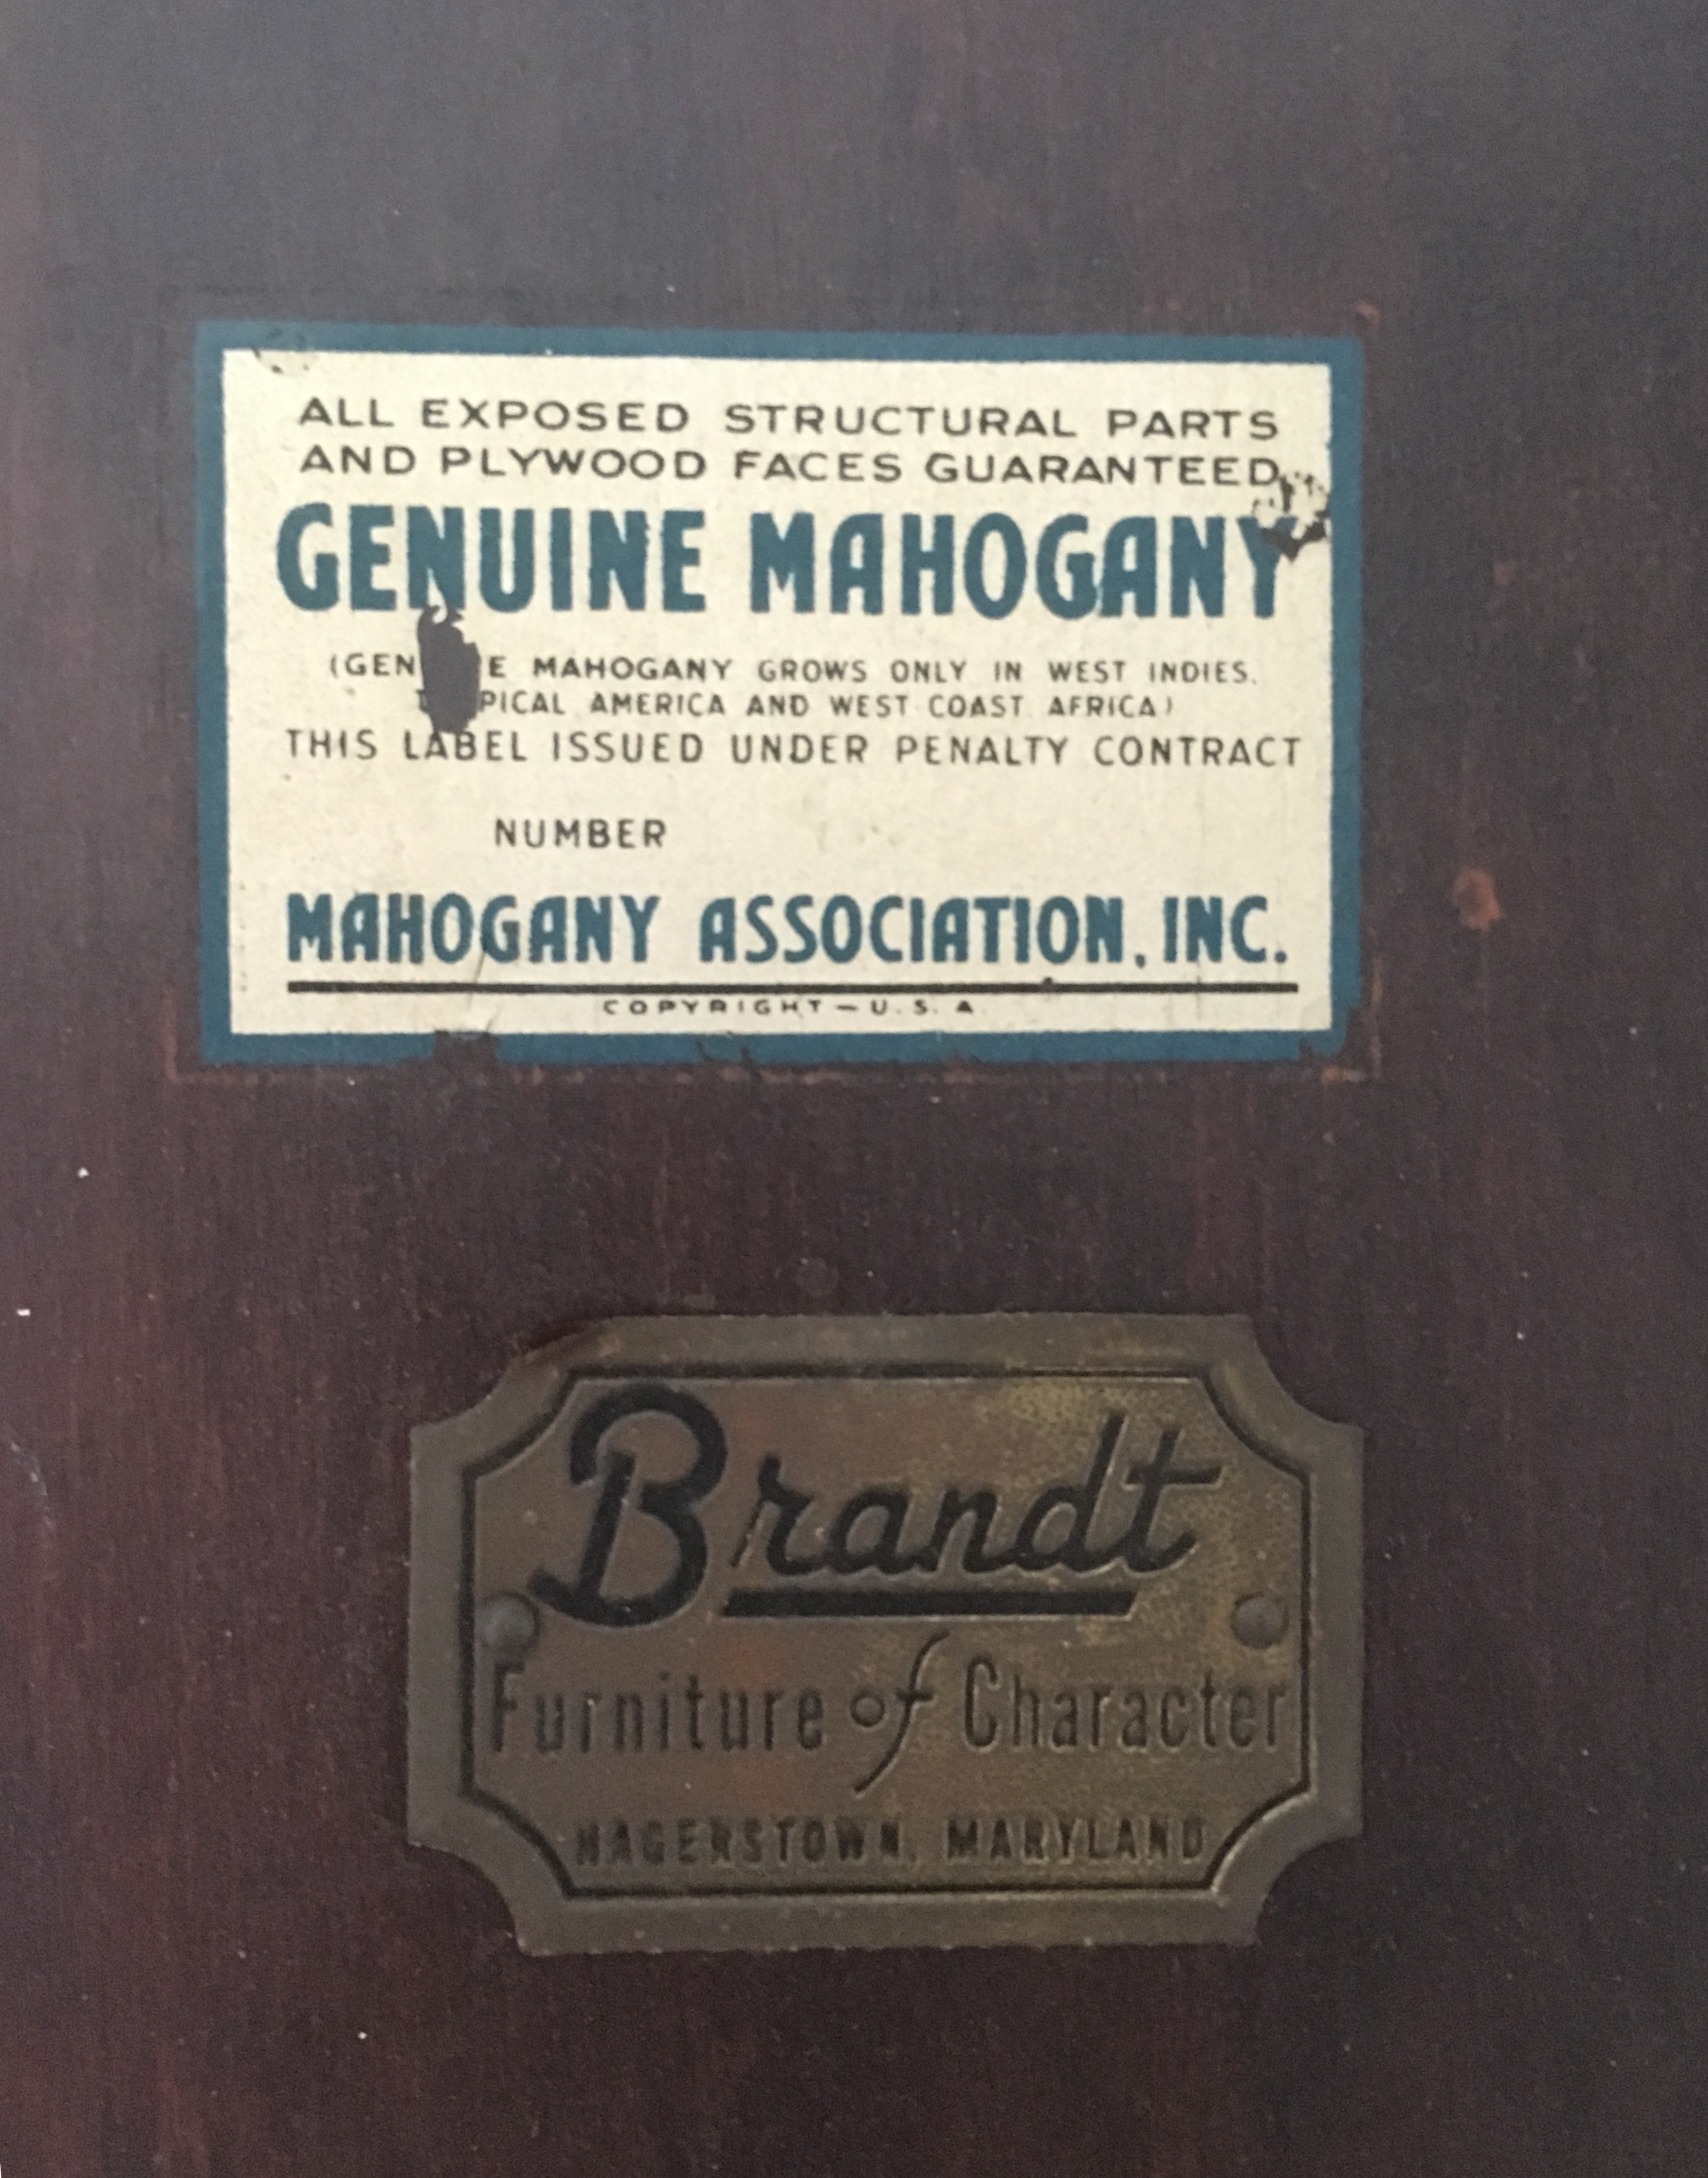 ALL EXPOSED STRUCTURAL PARTS
AND PLYWOOD FACES GUARANTEED
GENUINE MAHOGANY
MAHOGANY GROWS ONLY IN WEST INDIES.
AMERICA AND WEST COAST AFRICA)
THIS LABEL ISSUED UNDER PENALTY CONTRACT
NUMBER
MAHOGANY ASSOCIATION, INC.
COPYRIGHT — U.S.A.
Brandt
Furniture of Character
HAGERSTOWN, MARYLAND